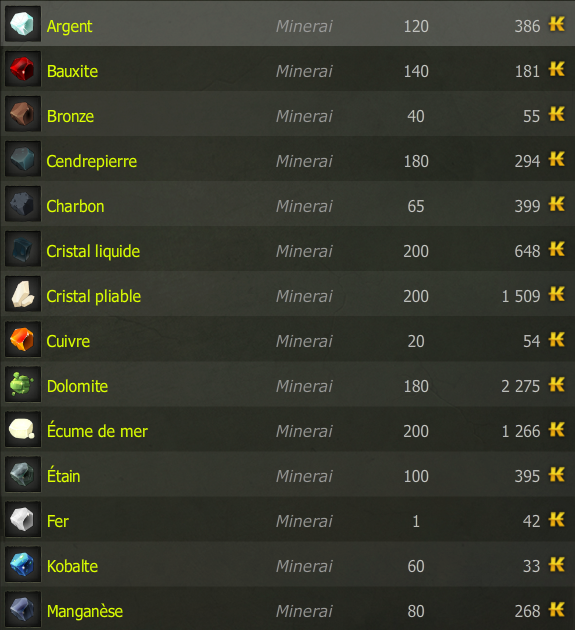 Argent Minerai 120 386
Bauxite Minerai 140 181
Bronze Minerai 40 55
Cendrepierre Minerai 180 294
Charbon Minerai 65 399
Cristal liquide Minerai 200 648
Cristal pliable Minerai 200 1 509
Cuivre Minerai 20 54
Dolomite Minerai 180 2 275
Écume de mer Minerai 200 1 266
Étain Minerai 100 395
Fer Minerai 1 42
Kobalte Minerai 60 33
Manganèse Minerai 80 268